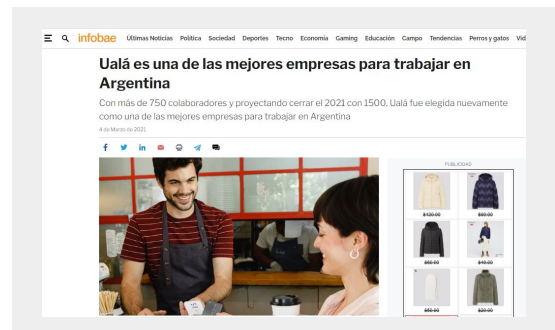 infobae Últimas Noticias Política Sociedad Deportes Tecno Economía Gaming Educación Campo Tendencias Perros y gatos Vid
Ualá es una de las mejores empresas para trabajar en
Argentina
Con más de 750 colaboradores y proyectando cerrar el 2021 con 1500, Ualá fue elegida nuevamente
como una de las mejores empresas para trabajar en Argentina
4 de Marzo de 2021
PUBLICIDAD